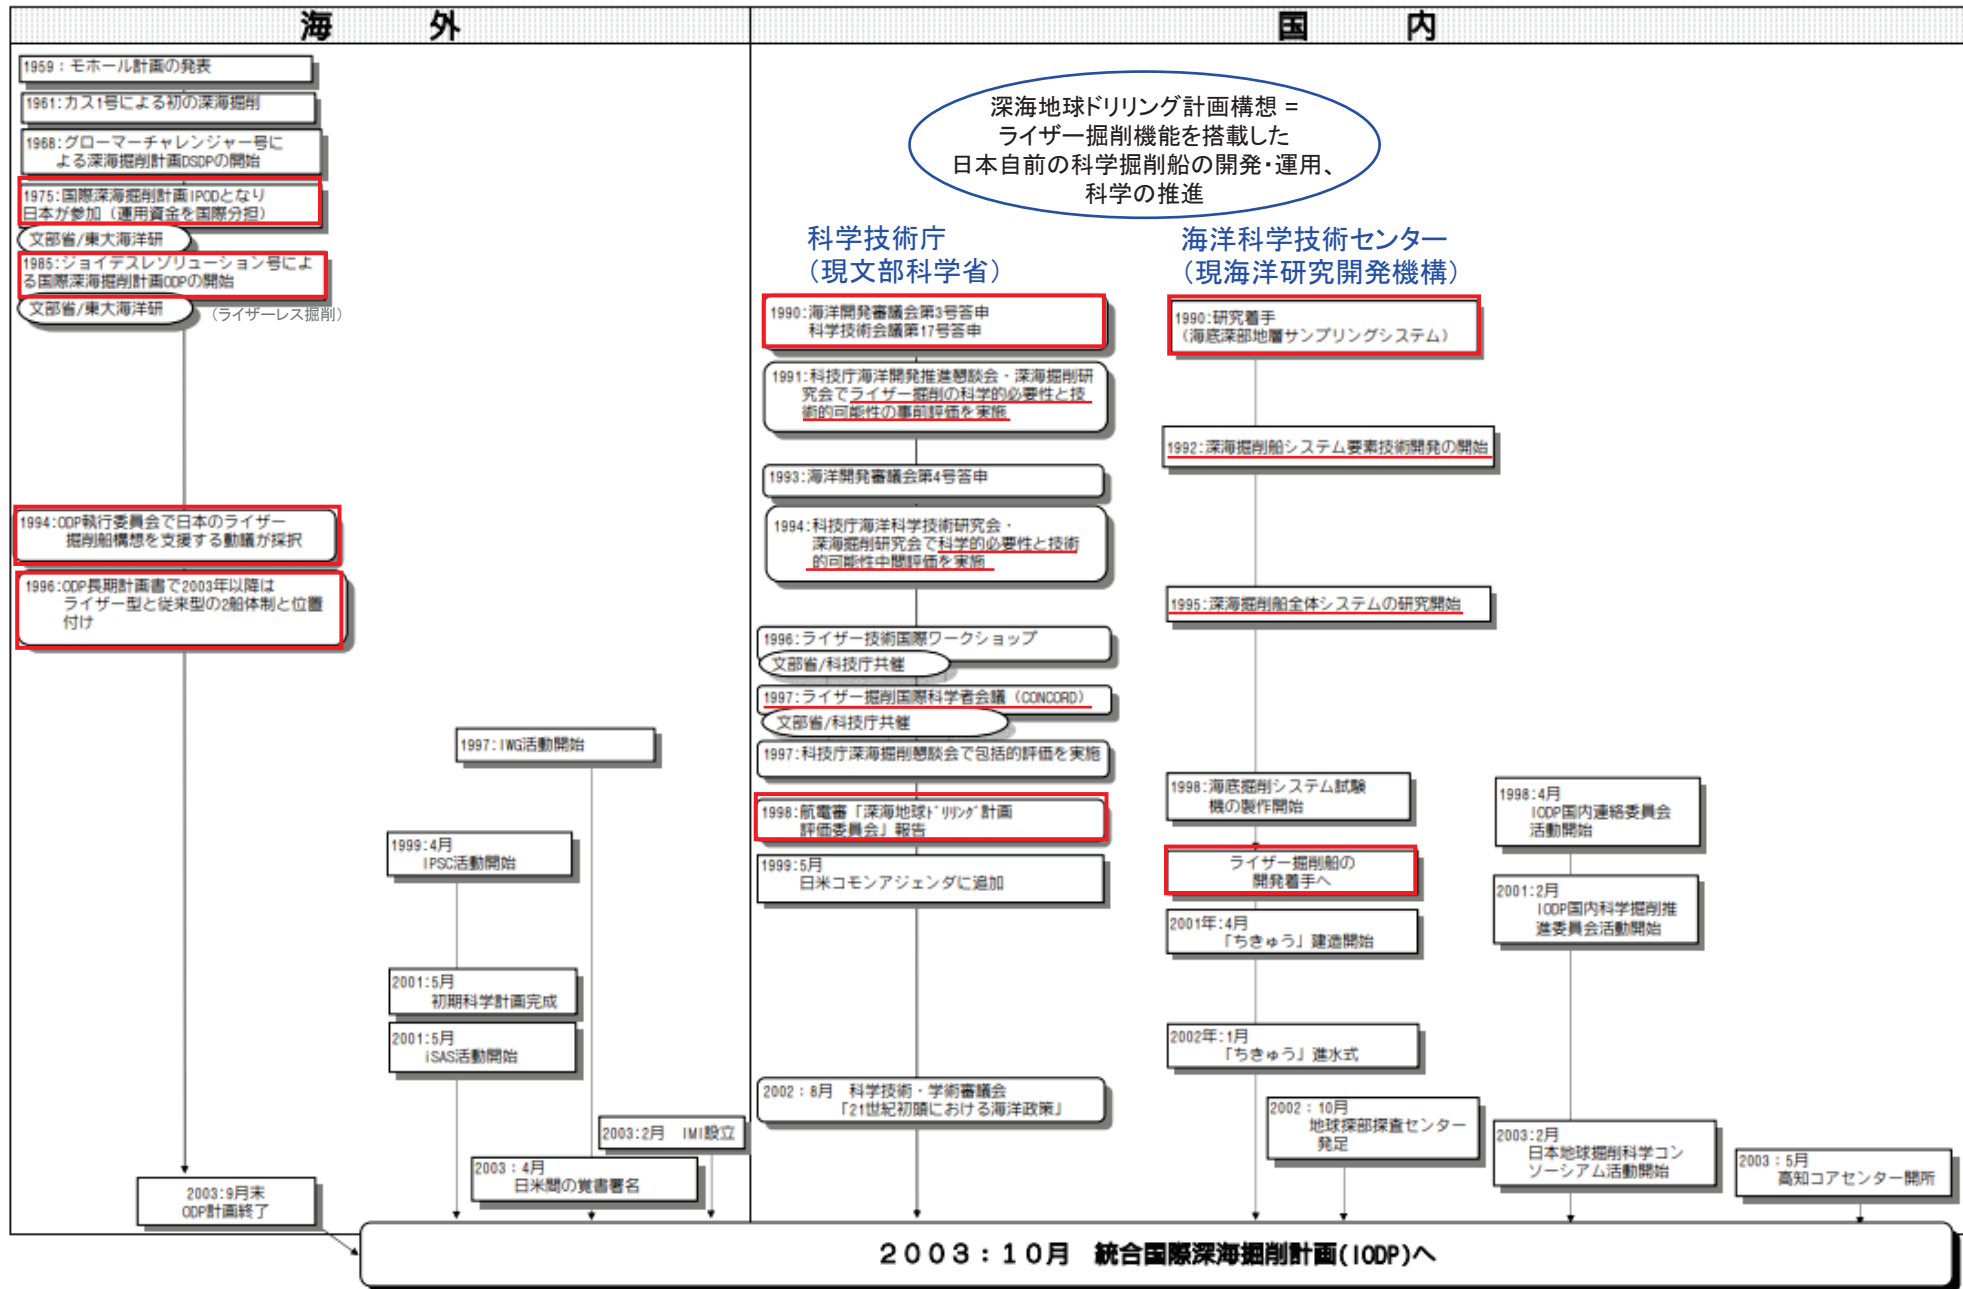 海外
国内
1959：モホール計画の発表
1961:カス1号による初の深海掘削
1968:グローマーチャレンジャー号に
よる深海掘削計画DSDPの開始
1975:国際深海掘削計画IPODとなり
日本が参加（運用資金を国際分担）
文部省/東大海洋研
1985:ジョイデスレゾリューション号によ
る国際深海掘削計画ODPの開始
文部省/東大海洋研
（ライザーレス掘削）
1994:ODP執行委員会で日本のライザー
掘削船構想を支援する動議が採択
1996:ODP長期計画書で2003年以降は
ライザー型と従来型の2船体制と位置
付け
1997:IWG活動開始
1999:4月
IPSC活動開始
2001:5月
初期科学計画完成
2001:5月
iSAS活動開始
2003:2月　IMI設立
2003：4月
日米間の覚書署名
2003:9月末
ODP計画終了
深海地球ドリリング計画構想 =
ライザー掘削機能を搭載した
日本自前の科学掘削船の開発・運用、
科学の推進
科学技術庁
（現文部科学省）
1990:海洋開発審議会第3号答申
科学技術会議第17号答申
1991:科技庁海洋開発推進懇談会・深海掘削研
究会でライザー掘削の科学的必要性と技
術的可能性の事前評価を実施
1993:海洋開発審議会第4号答申
1994:科技庁海洋科学技術研究会・
深海掘削研究会で科学的必要性と技術
的可能性中間評価を実施
1996:ライザー技術国際ワークショップ
文部省/科技庁共催
1997:ライザー掘削国際科学者会議（CONCORD）
文部省/科技庁共催
1997:科技庁深海掘削懇談会で包括的評価を実施
1998:航電審「深海地球ﾄﾞﾘﾘﾝｸﾞ計画
評価委員会」報告
1999:5月
日米コモンアジェンダに追加
2002：8月　科学技術・学術審議会
「21世紀初頭における海洋政策」
海洋科学技術センター
（現海洋研究開発機構）
1990:研究着手
（海底深部地層サンプリングシステム）
1992:深海掘削船システム要素技術開発の開始
1995:深海掘削船全体システムの研究開始
1998:海底掘削システム試験
機の製作開始
ライザー掘削船の
開発着手へ
2001年:4月
「ちきゅう」建造開始
2002年:1月
「ちきゅう」進水式
2002：10月
地球探部探査センター
発足
1998:4月
IODP国内連絡委員会
活動開始
2001:2月
IODP国内科学掘削推
進委員会活動開始
2003:2月
日本地球掘削科学コン
ソーシアム活動開始
2003：5月
高知コアセンター開所
２００３：１０月　統合国際深海掘削計画(IODP)へ